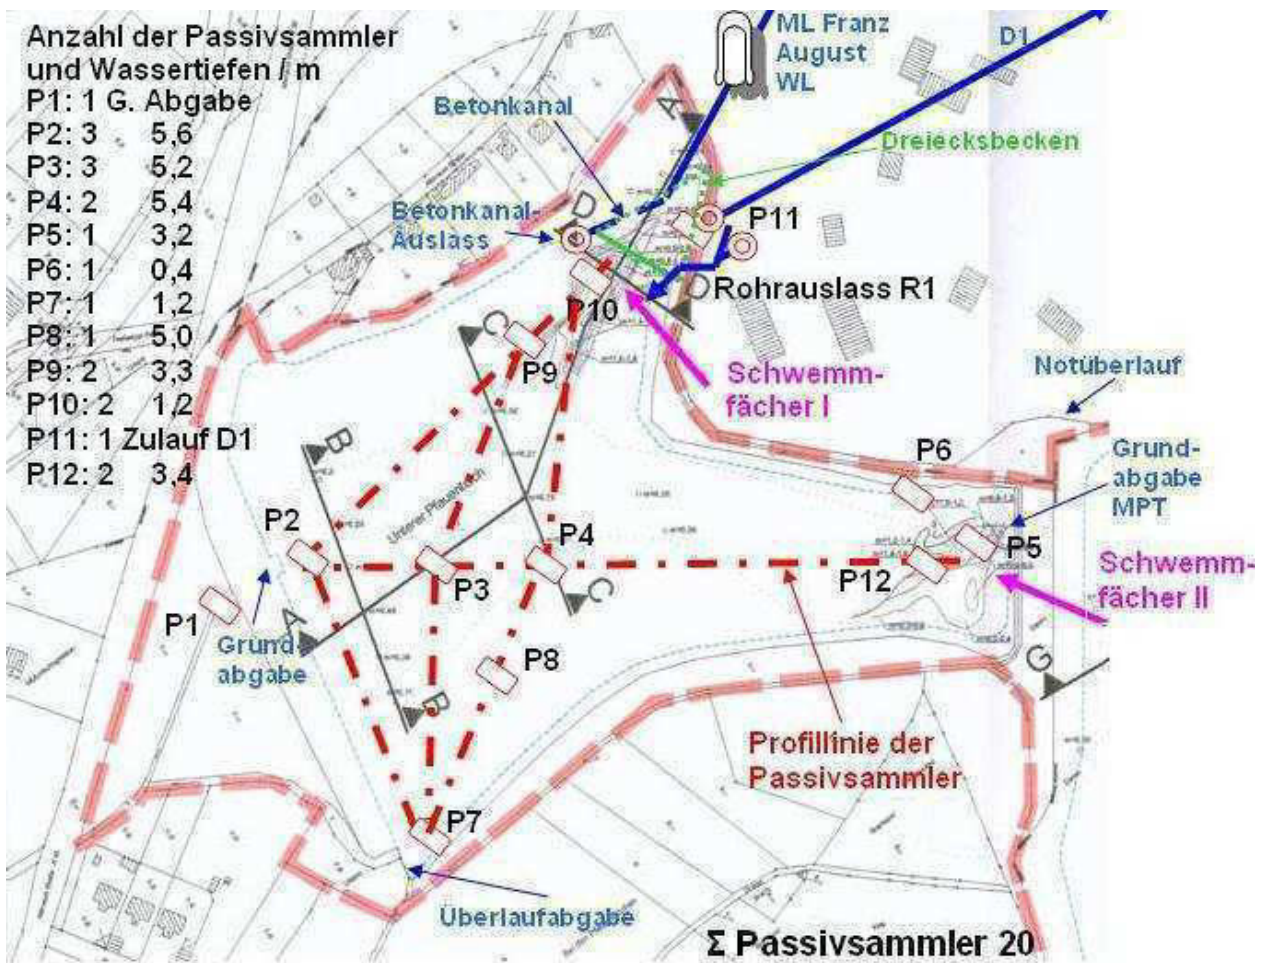 Anzahl der Passivsammler
und Wassertiefen / m
P1: 1 G. Abgabe
P2: 3 5,6
P3: 3 5,2
P4: 2 5,4
P5: 1 3,2
P6: 1 0,4
P7: 1 1,2
P8: 1 5,0
P9: 2 3,3
P10: 2 1,2
P11: 1 Zulauf D1
P12: 2 3,4
ML Franz
August
WL
D1
Betonkanal
Dreiecksbecken
A
D
Betonkanal-
Auslass
P11
D
Rohrauslass R1
P10
C
P9
Schwemm-
fächer I
Notüberlauf
B
P6
Grund-
abgabe
MPT
Unterer Pfauenteich
P2
P4
P5
P3
P12
Schwemm-
fächer II
C
P1
A
Grund-
abgabe
P8
G
B
Profillinie der
Passivsammler
P7
Überlaufabgabe
Σ Passivsammler 20